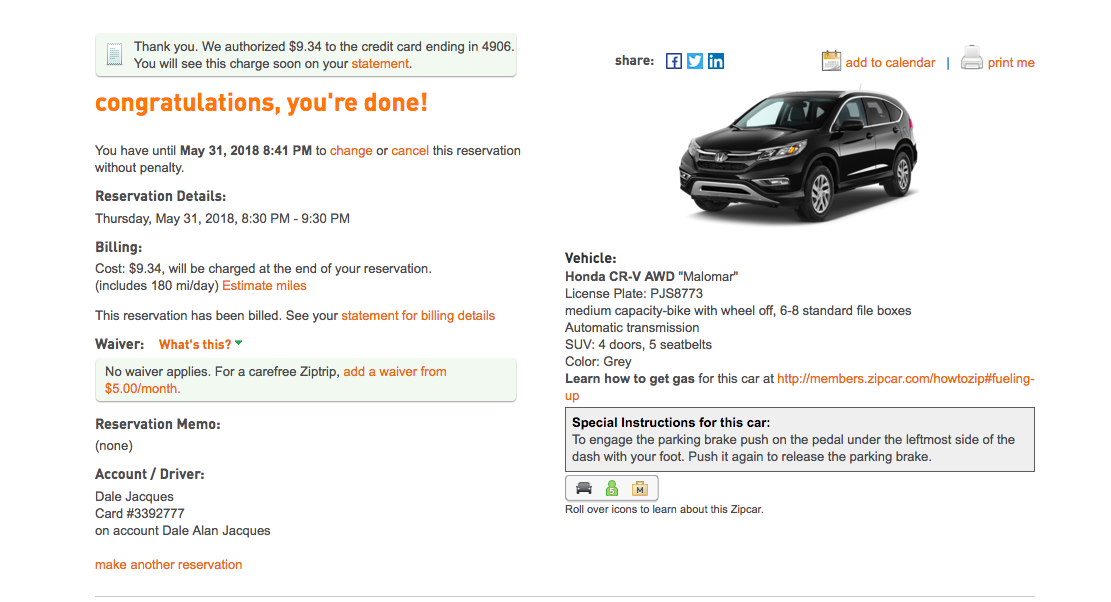 Thank you. We authorized $9.34 to the credit card ending in 4906.
You will see this charge soon on your statement.
share:
add to calendar | print me
congratulations, you're done!
You have until May 31, 2018 8:41 PM to change or cancel this reservation
without penalty.
Reservation Details:
Thursday, May 31, 2018, 8:30 PM - 9:30 PM
Billing:
Cost: $9.34, will be charged at the end of your reservation.
(includes 180 mi/day) Estimate miles
This reservation has been billed. See your statement for billing details
Waiver: What's this?
No waiver applies. For a carefree Ziptrip, add a waiver from
$5.00/month.
Reservation Memo:
(none)
Account / Driver:
Dale Jacques
Card #3392777
on account Dale Alan Jacques
make another reservation
Vehicle:
Honda CR-V AWD "Malomar"
License Plate: PJS8773
medium capacity-bike with wheel off, 6-8 standard file boxes
Automatic transmission
SUV: 4 doors, 5 seatbelts
Color: Grey
Learn how to get gas for this car at http://members.zipcar.com/howtozip#fueling-
up
Special Instructions for this car:
To engage the parking brake push on the pedal under the leftmost side of the
dash with your foot. Push it again to release the parking brake.
5 M
Roll over icons to learn about this Zipcar.